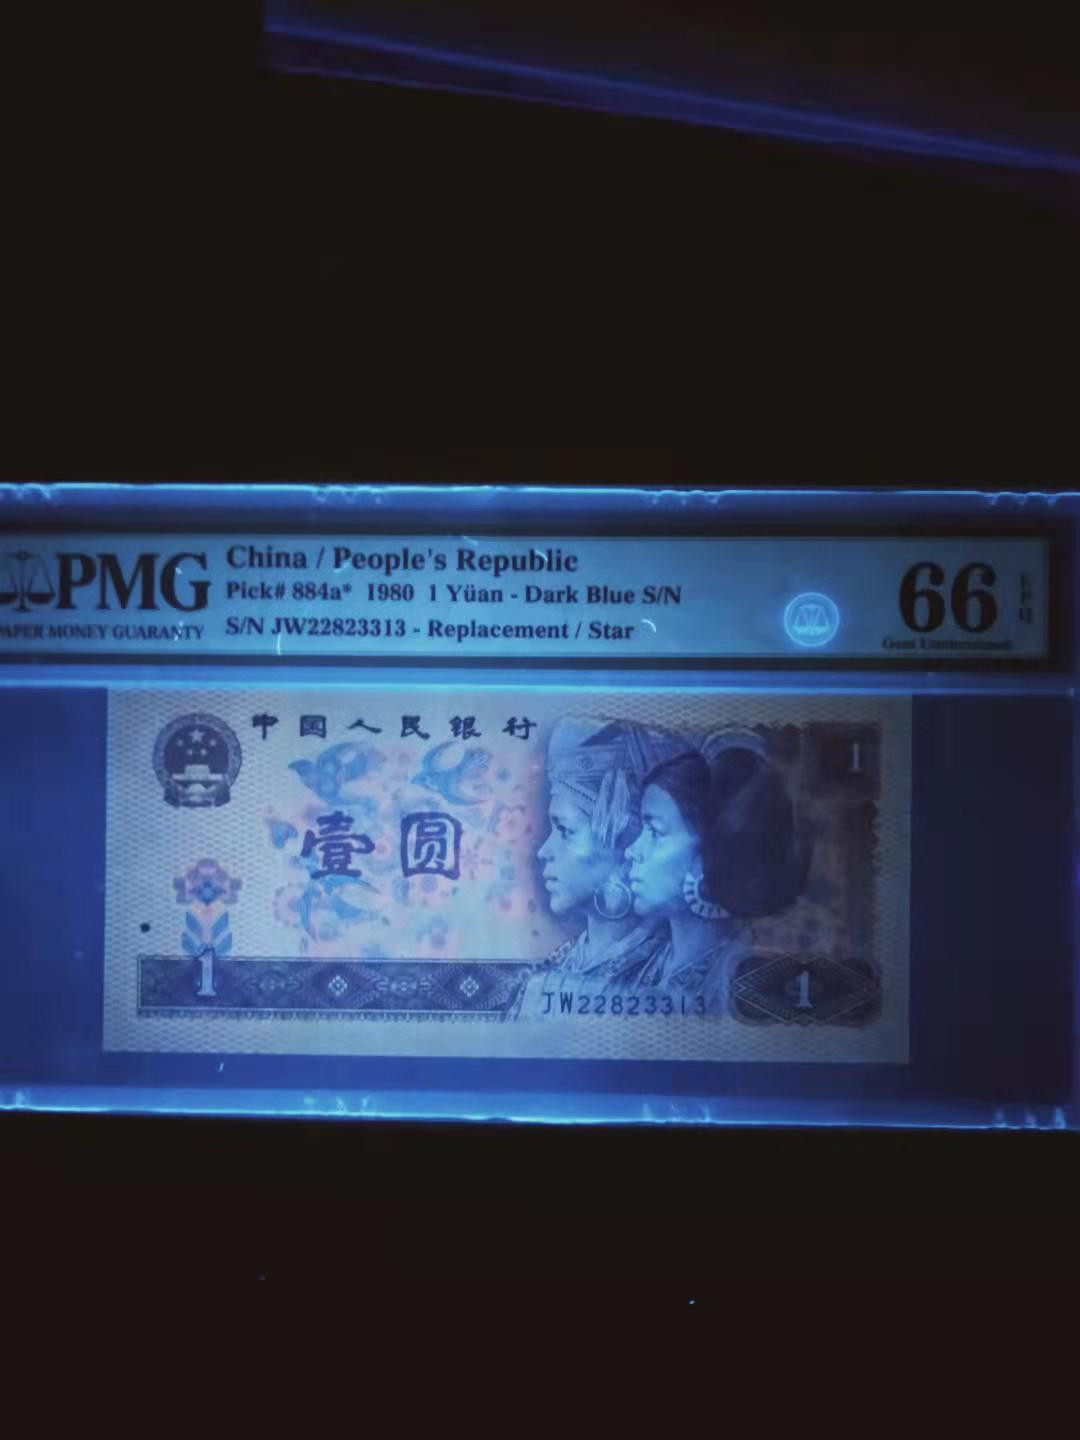 PMG
PAPER MONEY GUARANTY
China / People's Republic
Pick# 884a* 1980 1 Yüan - Dark Blue S/N
S/N JW22823313 - Replacement / Star
66
EPQ
Gem Uncirculated
中国人民银行
1
壹圆
1
JW22823313
1